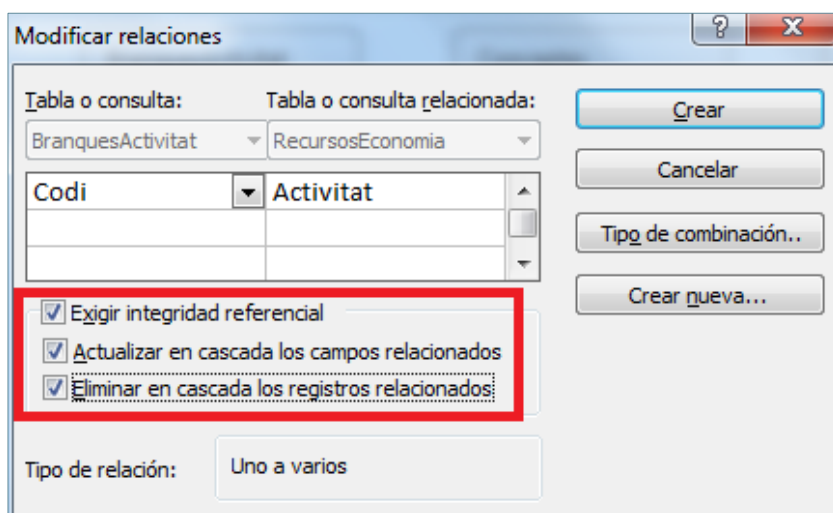 Modificar relaciones
Tabla o consulta: Tabla o consulta relacionada:
BranquesActivitat RecursosEconomia
Codi Activitat
Exigir integridad referencial
Actualizar en cascada los campos relacionados
Eliminar en cascada los registros relacionados
Tipo de relación: Uno a varios
Crear
Cancelar
Tipo de combinación..
Crear nueva...